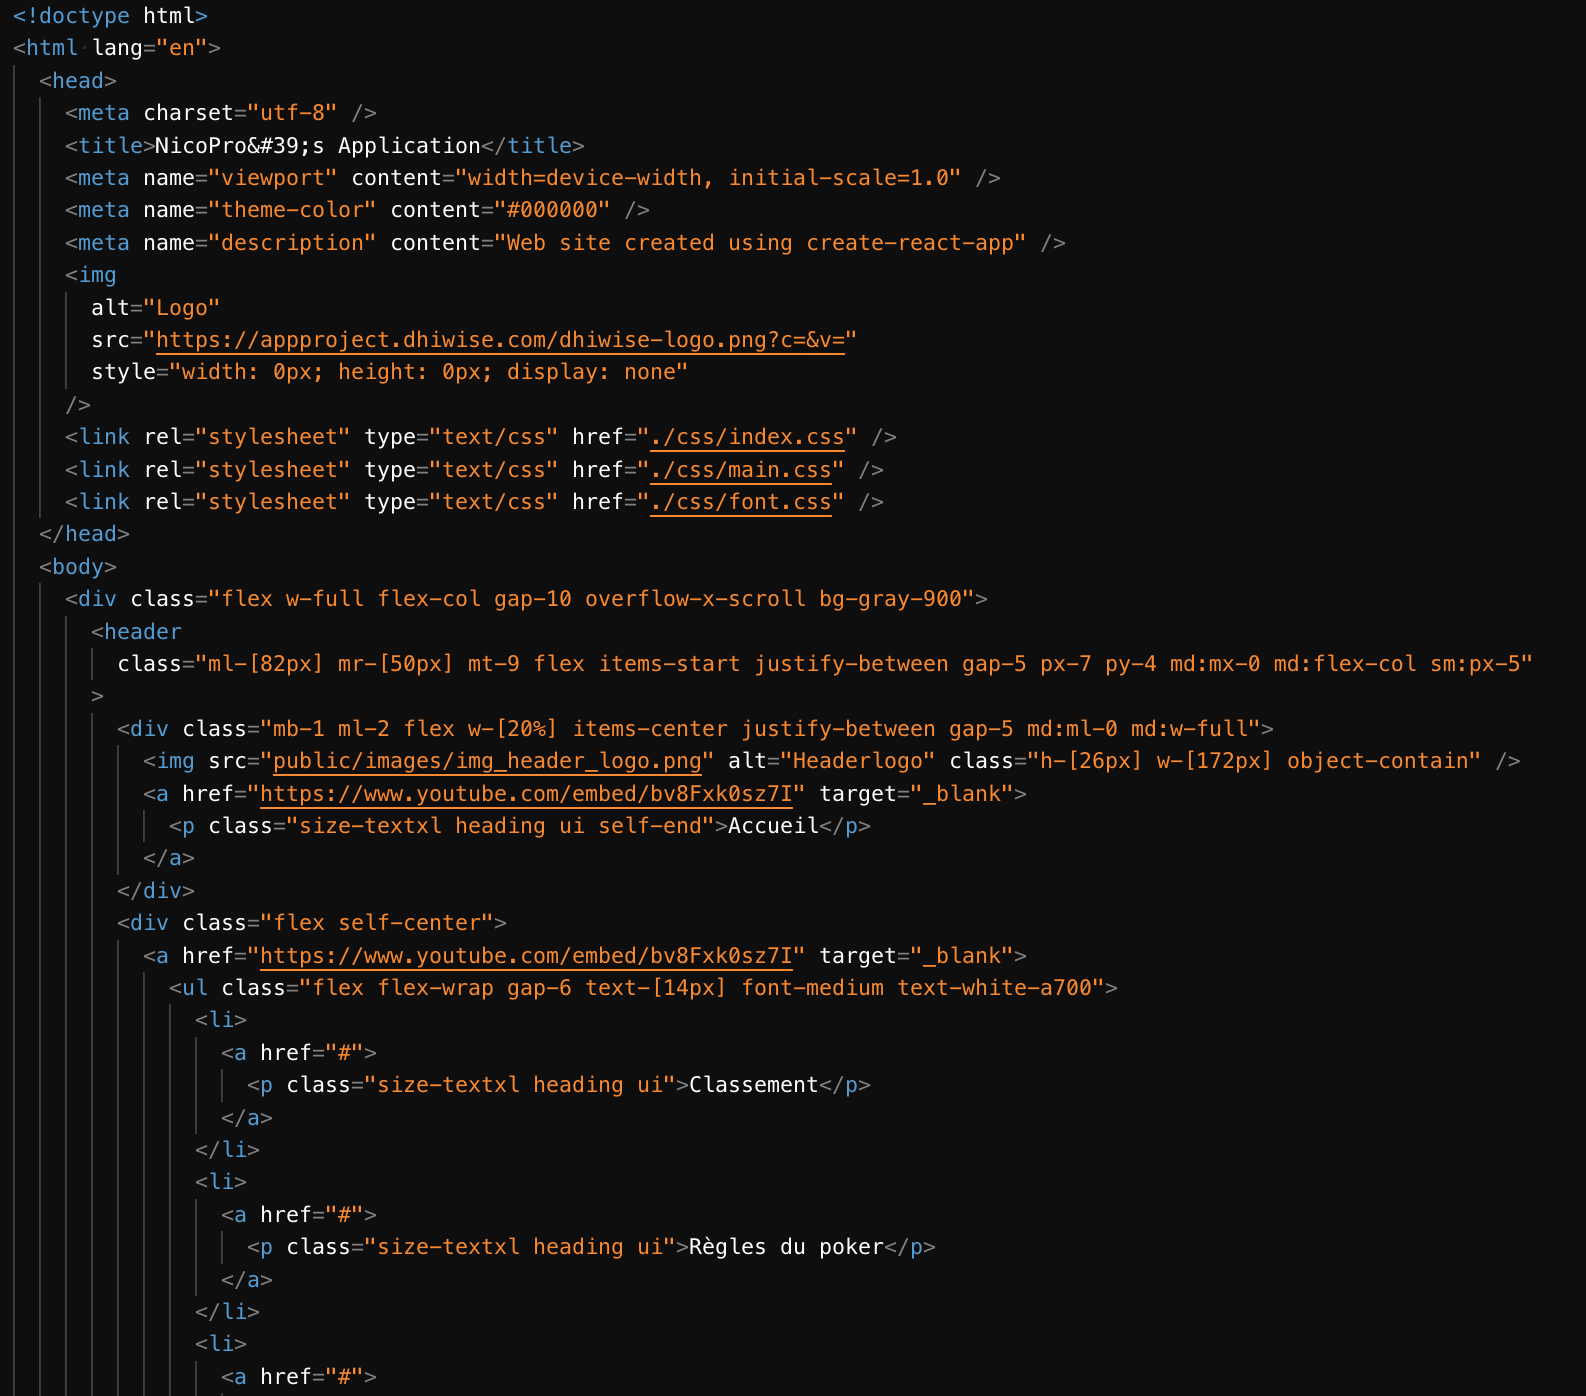 <!doctype html>
<html lang="en">
<head>
<meta charset="utf-8" />
<title>NicoPro&#39;s Application</title>
<meta name="viewport" content="width=device-width, initial-scale=1.0" />
<meta name="theme-color" content="#000000" />
<meta name="description" content="Web site created using create-react-app" />
<img
alt="Logo"
src="https://appproject.dhiwise.com/dhiwise-logo.png?c=&v="
style="width: 0px; height: 0px; display: none"
/>
<link rel="stylesheet" type="text/css" href="./css/index.css" />
<link rel="stylesheet" type="text/css" href="./css/main.css" />
<link rel="stylesheet" type="text/css" href="./css/font.css" />
</head>
<body>
<div class="flex w-full flex-col gap-10 overflow-x-scroll bg-gray-900">
<header
class="ml-[82px] mr-[50px] mt-9 flex items-start justify-between gap-5 px-7 py-4 md:mx-0 md:flex-col sm:px-5"
>
<div class="mb-1 ml-2 flex w-[20%] items-center justify-between gap-5 md:ml-0 md:w-full">
<img src="public/images/img_header_logo.png" alt="Headerlogo" class="h-[26px] w-[172px] object-contain" />
<a href="https://www.youtube.com/embed/bv8Fxk0sz7I" target="_blank">
<p class="size-textxl heading ui self-end">Accueil</p>
</a>
</div>
<div class="flex self-center">
<a href="https://www.youtube.com/embed/bv8Fxk0sz7I" target="_blank">
<ul class="flex flex-wrap gap-6 text-[14px] font-medium text-white-a700">
<li>
<a href="#">
<p class="size-textxl heading ui">Classement</p>
</a>
</li>
<li>
<a href="#">
<p class="size-textxl heading ui">Règles du poker</p>
</a>
</li>
<li>
<a href="#">